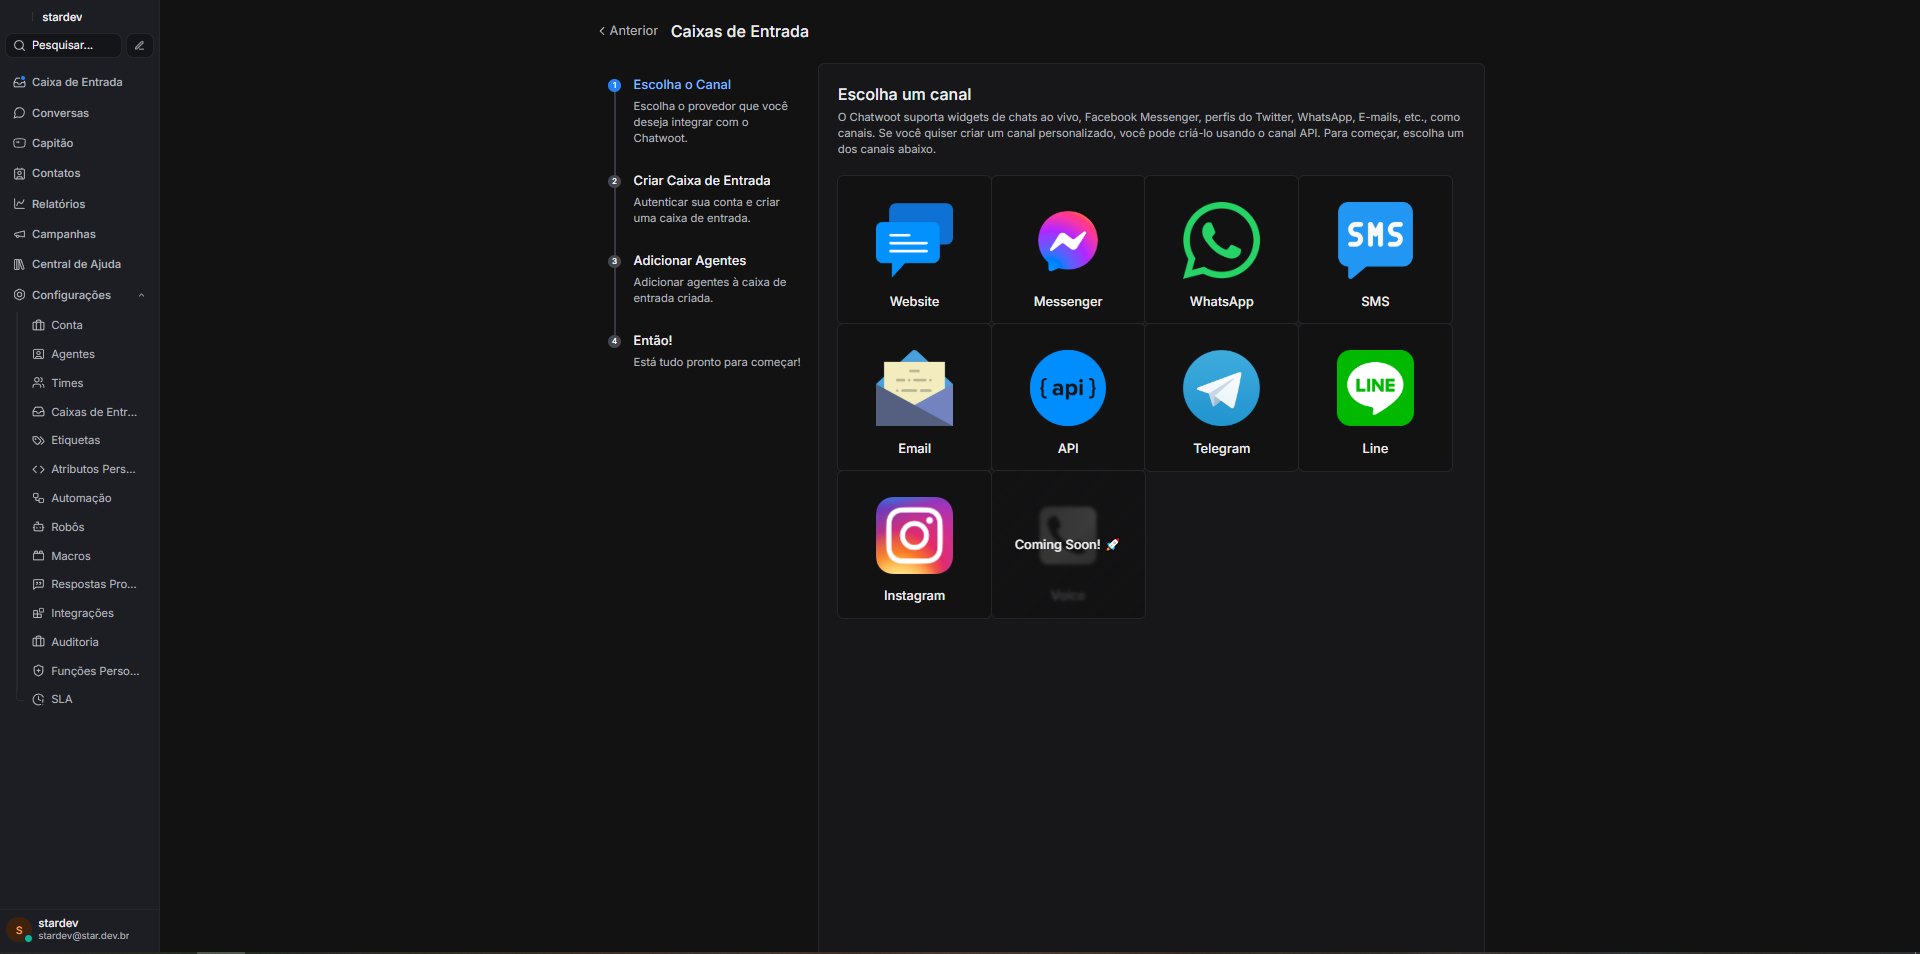 stardev
Pesquisar...
Caixa de Entrada
Conversas
Capitão
Contatos
Relatórios
Campanhas
Central de Ajuda
Configurações
Conta
Agentes
Times
Caixas de Entr...
Etiquetas
Atributos Pers...
Automação
Robôs
Macros
Respostas Pro...
Integrações
Auditoria
Funções Perso...
SLA
S
stardev
stardev@star.dev.br
Anterior
Caixas de Entrada
1
Escolha o Canal
Escolha o provedor que você
deseja integrar com o
Chatwoot.
2
Criar Caixa de Entrada
Autenticar sua conta e criar
uma caixa de entrada.
3
Adicionar Agentes
Adicionar agentes à caixa de
entrada criada.
4
Então!
Está tudo pronto para começar!
Escolha um canal
O Chatwoot suporta widgets de chats ao vivo, Facebook Messenger, perfis do Twitter, WhatsApp, E-mails, etc., como
canais. Se você quiser criar um canal personalizado, você pode criá-lo usando o canal API. Para começar, escolha um
dos canais abaixo.
Website
Messenger
WhatsApp
SMS
SMS
Email
{api}
API
Telegram
LINE
Line
Instagram
Coming Soon! 🚀
Voice